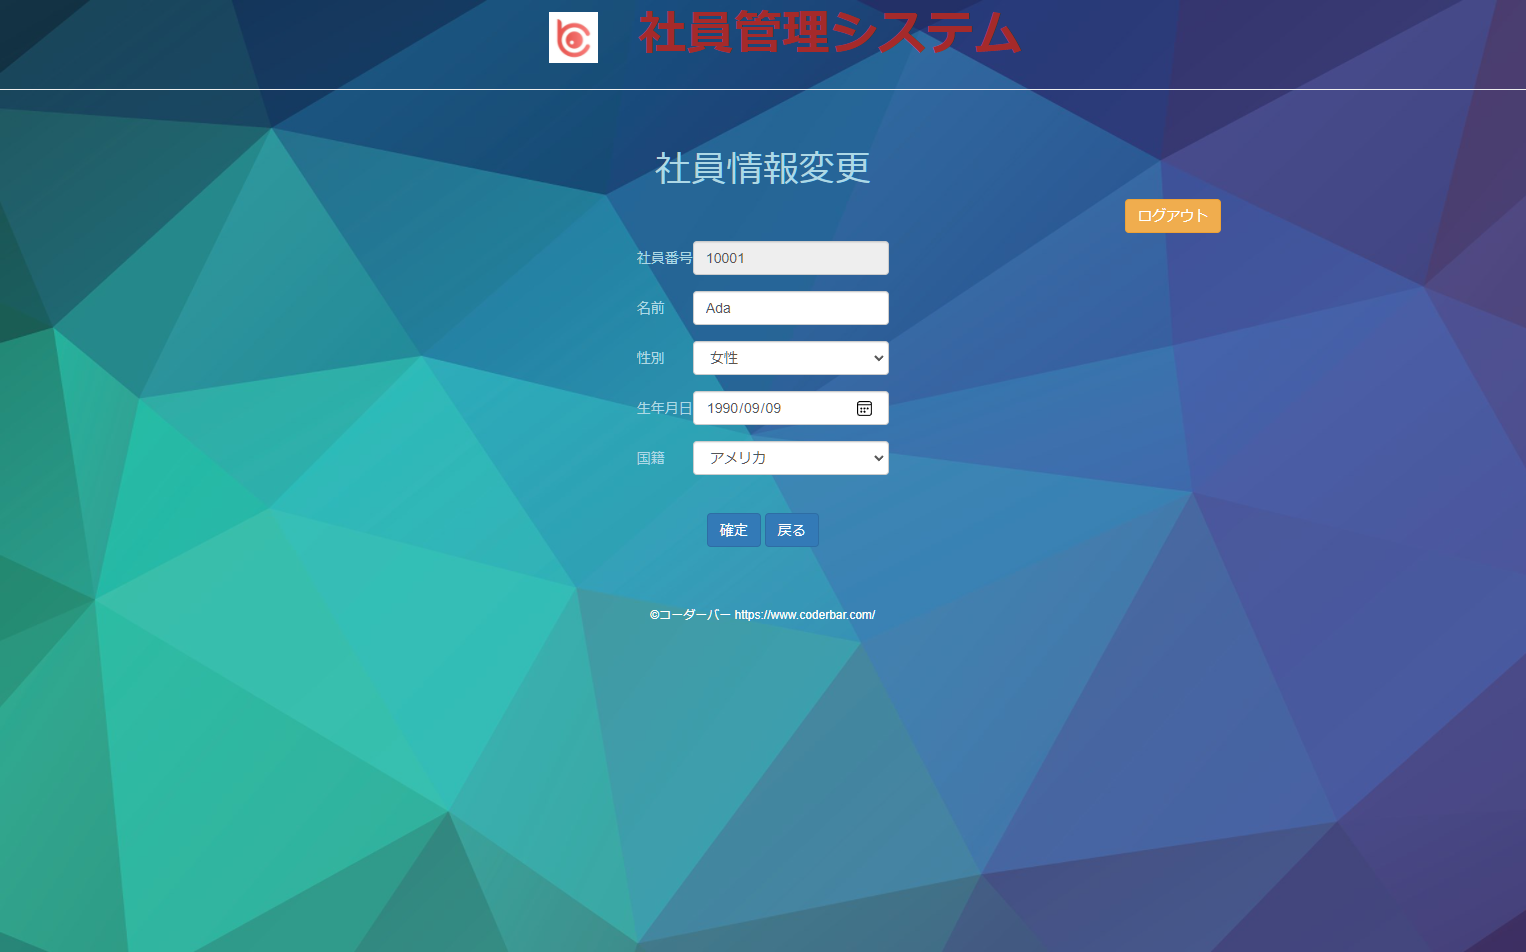 社員管理システム
社員情報変更
ログアウト
社員番号 10001
名前 Ada
性別 女性
生年月日 1990/09/09
国籍 アメリカ
確定 戻る
©コーダーバー https://www.coderbar.com/